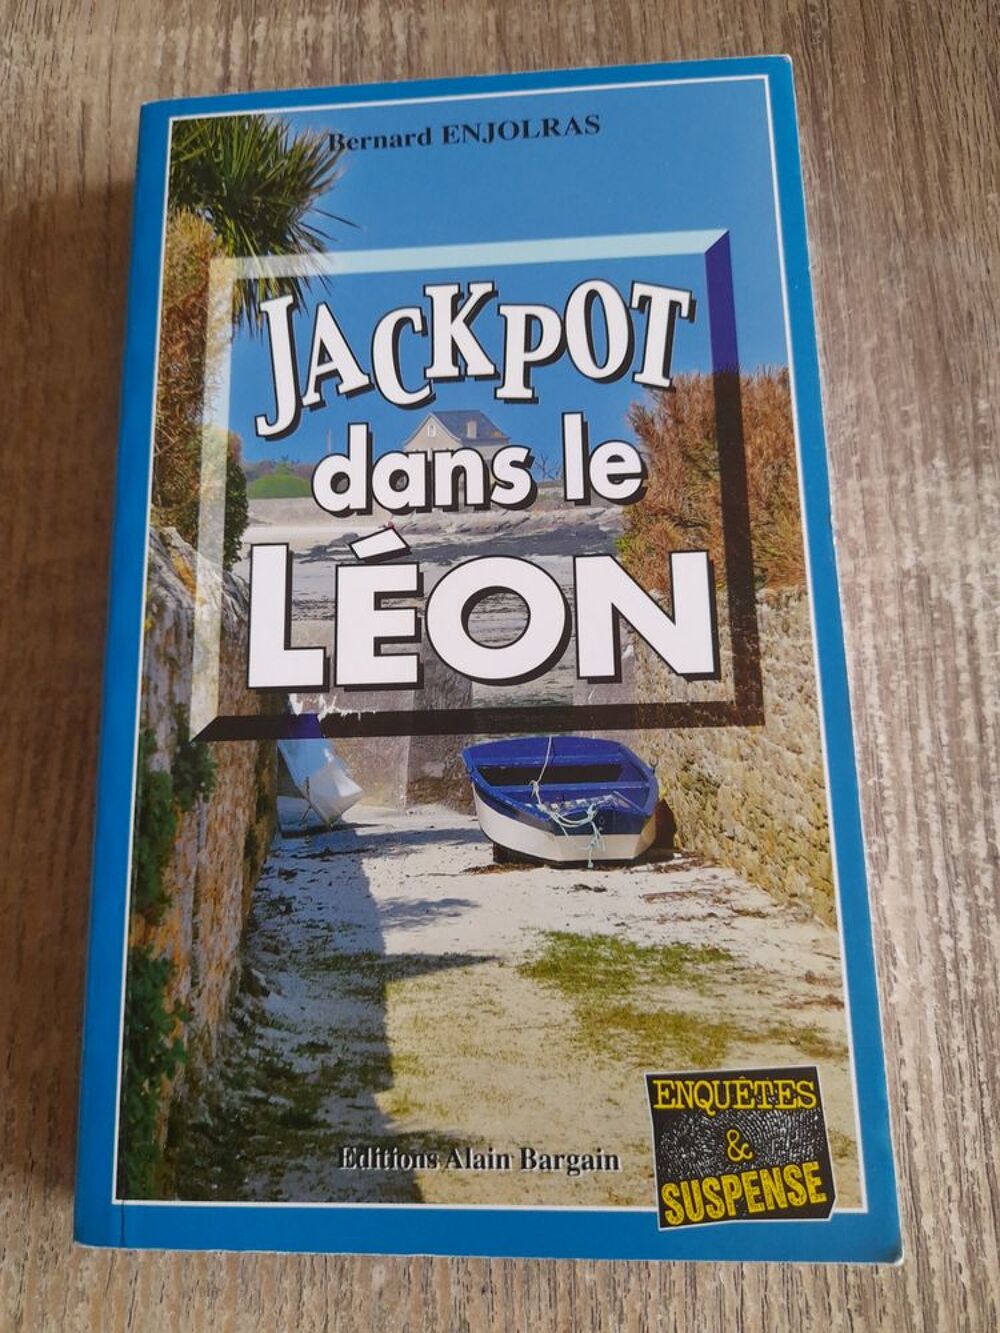 Bernard ENJOLRAS
JACKPOT
dans le
LÉON
Editions Alain Bargain
ENQUÊTES
&
SUSPENSE